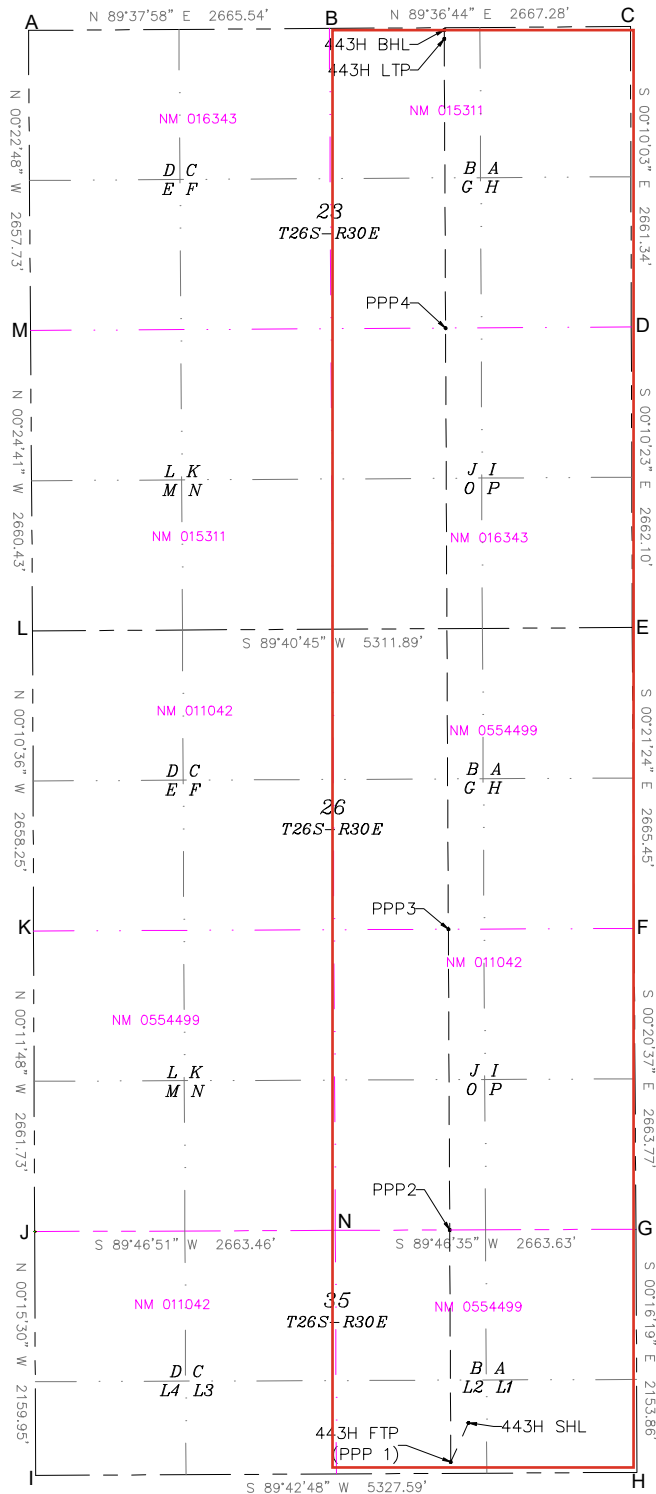 A
N 89°37'58" E 2665.54'
B
N 89°36'44" E 2667.28'
C
443H BHL
443H LTP
N 00°22'48" W 2657.73'
NM 016343
NM 015311
S 00°10'03" E 2661.34'
D C
E F
B A
G H
23
T26S-R30E
PPP4
M
D
N 00°24'41" W 2660.43'
S 00°10'23" E 2662.10'
L K
M N
J I
O P
NM 015311
NM 016343
L
E
S 89°40'45" W 5311.89'
N 00°10'36" W 2658.25'
NM 011042
NM 0554499
S 00°21'24" E 2665.45'
D C
E F
B A
G H
26
T26S-R30E
PPP3
K
F
NM 011042
N 00°11'48" W 2661.73'
NM 0554499
S 00°20'37" E 2663.77'
L K
M N
J I
O P
PPP2
J
N
G
S 89°46'51" W 2663.46'
S 89°46'35" W 2663.63'
N 00°15'30" W 2159.95'
NM 011042
35
T26S-R30E
NM 0554499
S 00°16'19" E 2153.86'
D C
L4 L3
B A
L2 L1
443H FTP
(PPP 1)
443H SHL
I
H
S 89°42'48" W 5327.59'